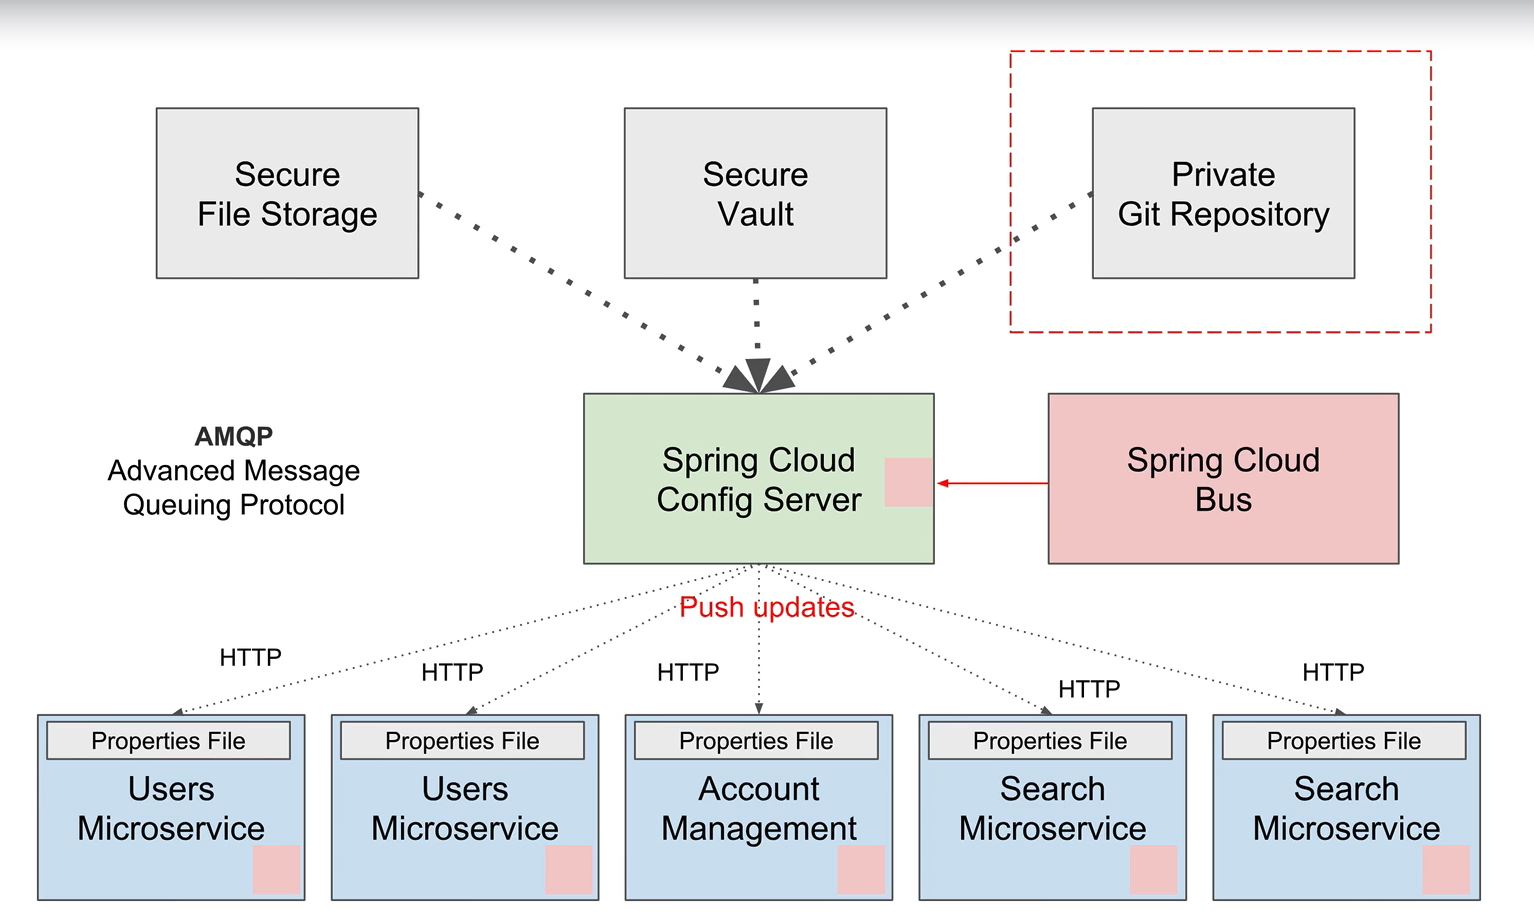 Secure
File Storage
Secure
Vault
Private
Git Repository
AMQP
Advanced Message
Queuing Protocol
Spring Cloud
Config Server
Spring Cloud
Bus
Push updates
HTTP
HTTP
HTTP
HTTP
HTTP
Properties File
Users
Microservice
Properties File
Users
Microservice
Properties File
Account
Management
Properties File
Search
Microservice
Properties File
Search
Microservice